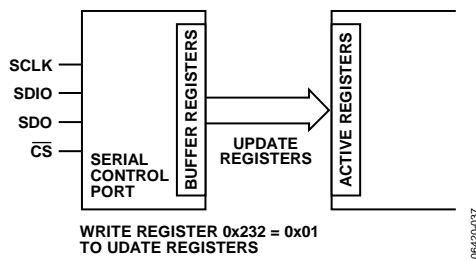 SCLK
SDIO
SDO
CS
SERIAL
CONTROL
PORT
BUFFER REGISTERS
UPDATE
REGISTERS
ACTIVE REGISTERS
WRITE REGISTER 0x232 = 0x01
TO UDATE REGISTERS
06420-037